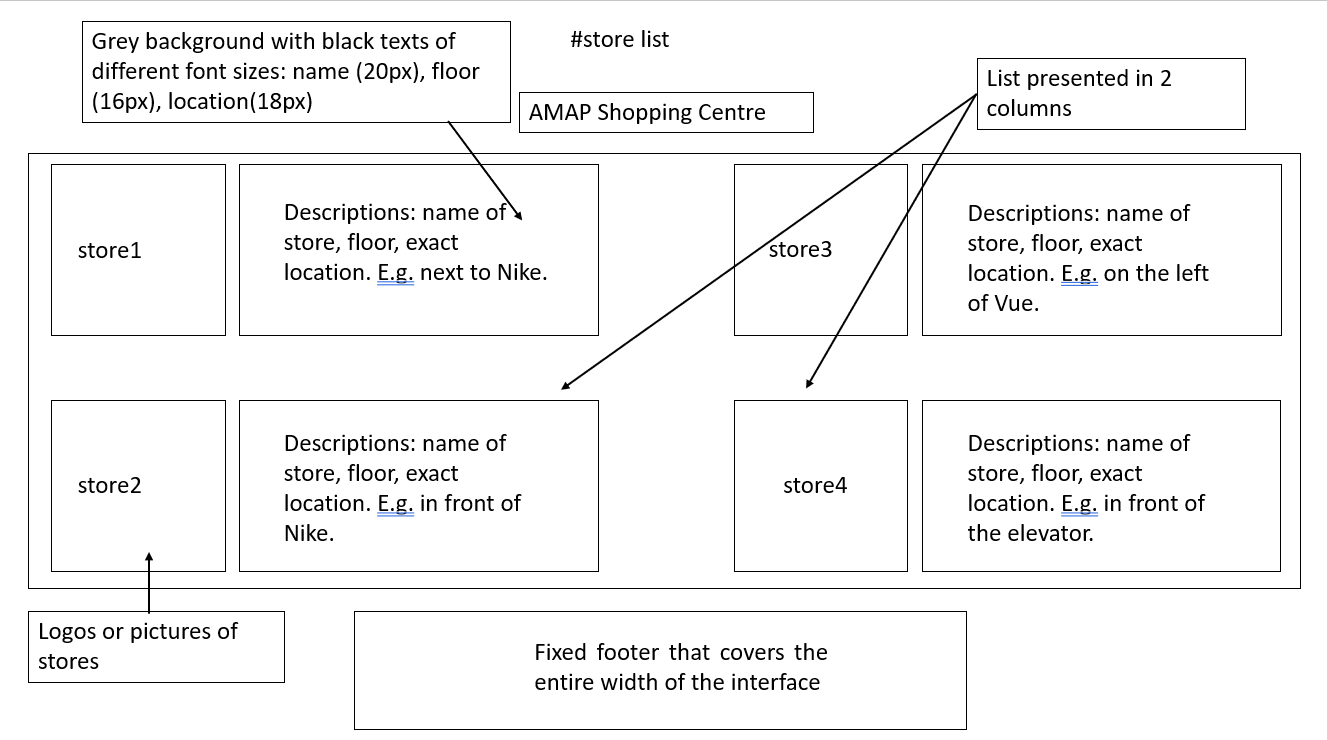 Grey background with black texts of
different font sizes: name (20px), floor
(16px), location(18px)
#store list
AMAP Shopping Centre
List presented in 2
columns
store1
Descriptions: name of
store, floor, exact
location. E.g. next to Nike.
store3
Descriptions: name of
store, floor, exact
location. E.g. on the left
of Vue.
store2
Descriptions: name of
store, floor, exact
location. E.g. in front of
Nike.
store4
Descriptions: name of
store, floor, exact
location. E.g. in front of
the elevator.
Logos or pictures of
stores
Fixed footer that covers the
entire width of the interface